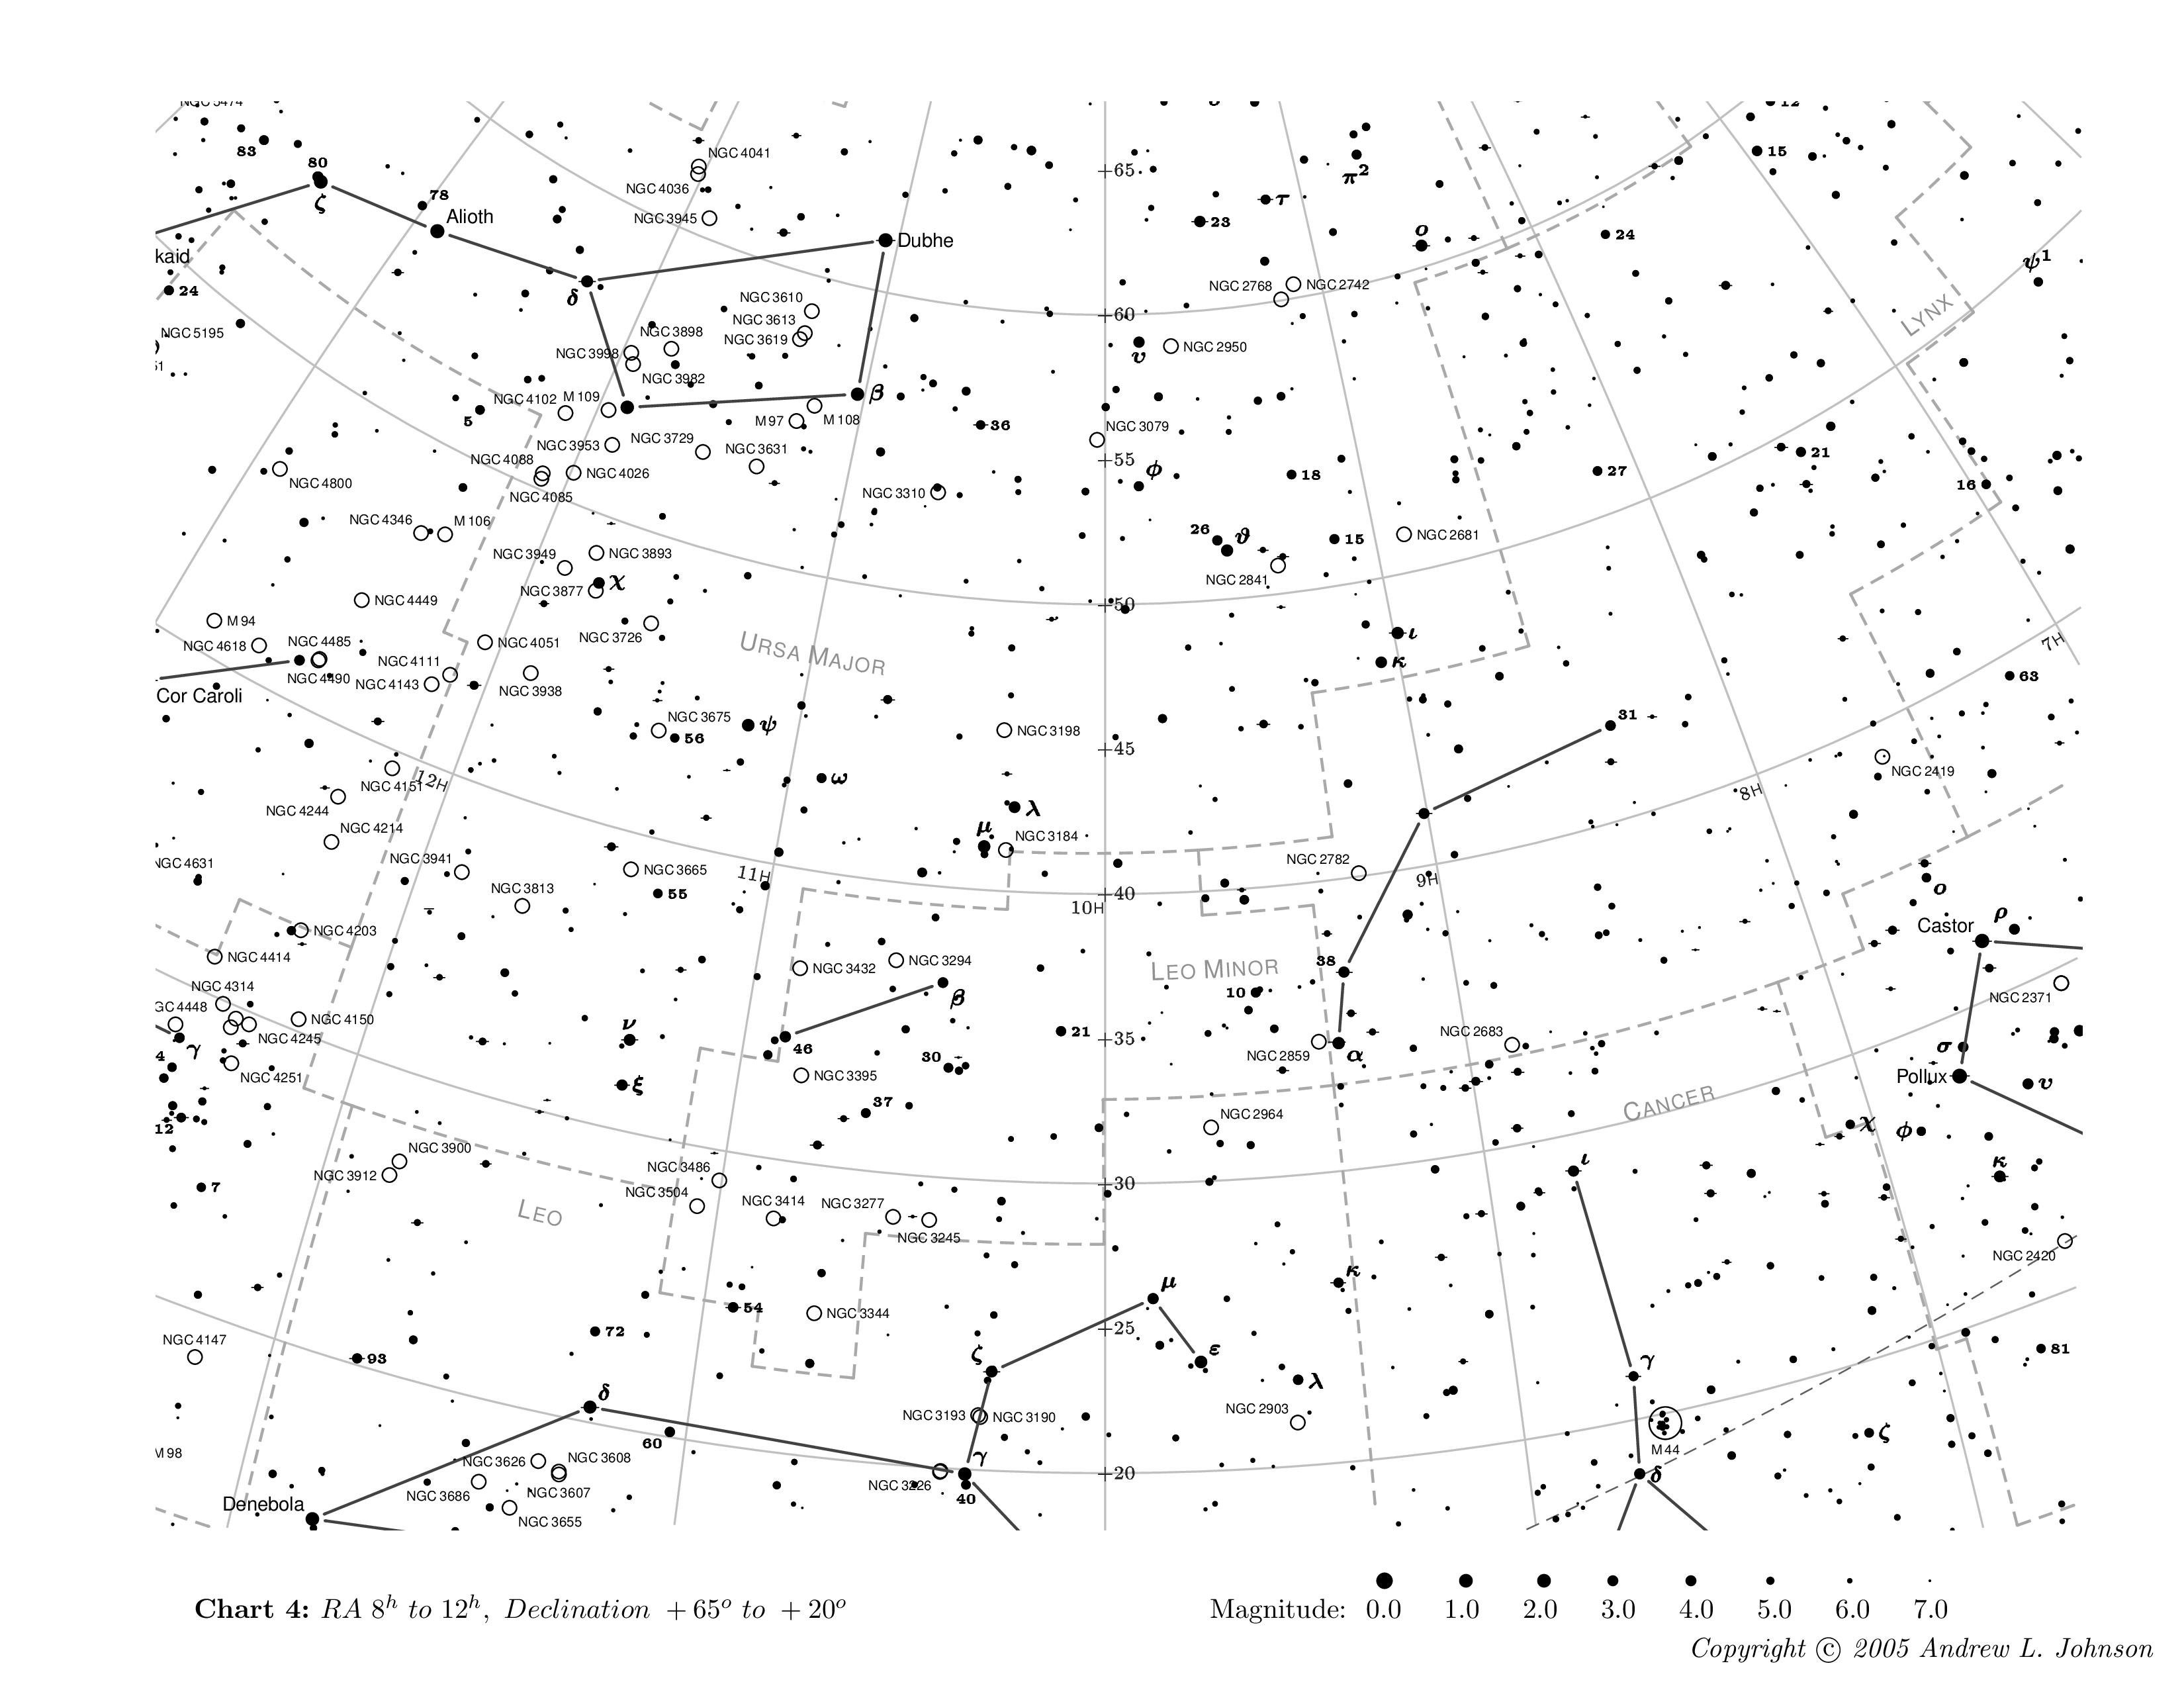 NGC 5474
83
80
ζ
78
Alioth
NGC 4041
NGC 4036
NGC 3945
Dubhe
65
π²
τ
23
ο
12
15
24
ψ¹
kaid
24
δ
NGC 5195
51
NGC 3610
NGC 3613
NGC 3619
NGC 3898
NGC 3998
NGC 3982
60
υ
NGC 2950
NGC 2768
NGC 2742
LYNX
5
NGC 4102
M 109
β
M 97
M 108
36
NGC 3079
NGC 3953
NGC 3729
NGC 3631
NGC 4088
NGC 4026
NGC 4085
NGC 4800
NGC 3310
55
ϕ
18
27
21
16
NGC 4346
M 106
NGC 3949
NGC 3893
NGC 3877
χ
26
ϑ
15
NGC 2681
NGC 2841
NGC 4449
M 94
NGC 4618
NGC 4485
NGC 4490
NGC 4051
NGC 3726
50
ι
κ
7H
NGC 4111
NGC 4143
NGC 3938
URSA MAJOR
63
Cor Caroli
NGC 3675
56
ψ
NGC 3198
45
31
NGC 4151
12H
ω
NGC 2419
8H
NGC 4244
NGC 4214
λ
μ
NGC 3184
NGC 4631
NGC 3941
NGC 3665
11H
55
NGC 3813
NGC 2782
9H
40
10H
ο
ρ
Castor
NGC 4203
NGC 4414
NGC 3432
NGC 3294
LEO MINOR
38
10
β
NGC 2371
NGC 4314
GC 4448
NGC 4150
NGC 4245
γ
4
NGC 4251
ν
46
30
21
35
NGC 2859
α
NGC 2683
σ
Pollux
υ
ξ
NGC 3395
37
CANCER
12
NGC 2964
χ
ϕ
NGC 3900
NGC 3912
7
NGC 3486
NGC 3504
30
ι
κ
LEO
NGC 3414
NGC 3277
NGC 3245
NGC 2420
μ
κ
54
NGC 3344
25
NGC 4147
93
72
ζ
ε
λ
γ
81
δ
NGC 3193
NGC 3190
NGC 2903
60
M 44
ζ
M 98
NGC 3626
NGC 3608
NGC 3686
NGC 3607
NGC 3655
γ
NGC 3226
40
20
δ
Denebola
Chart 4: RA 8ʰ to 12ʰ, Declination +65° to +20°
Magnitude: 0.0 1.0 2.0 3.0 4.0 5.0 6.0 7.0
Copyright © 2005 Andrew L. Johnson